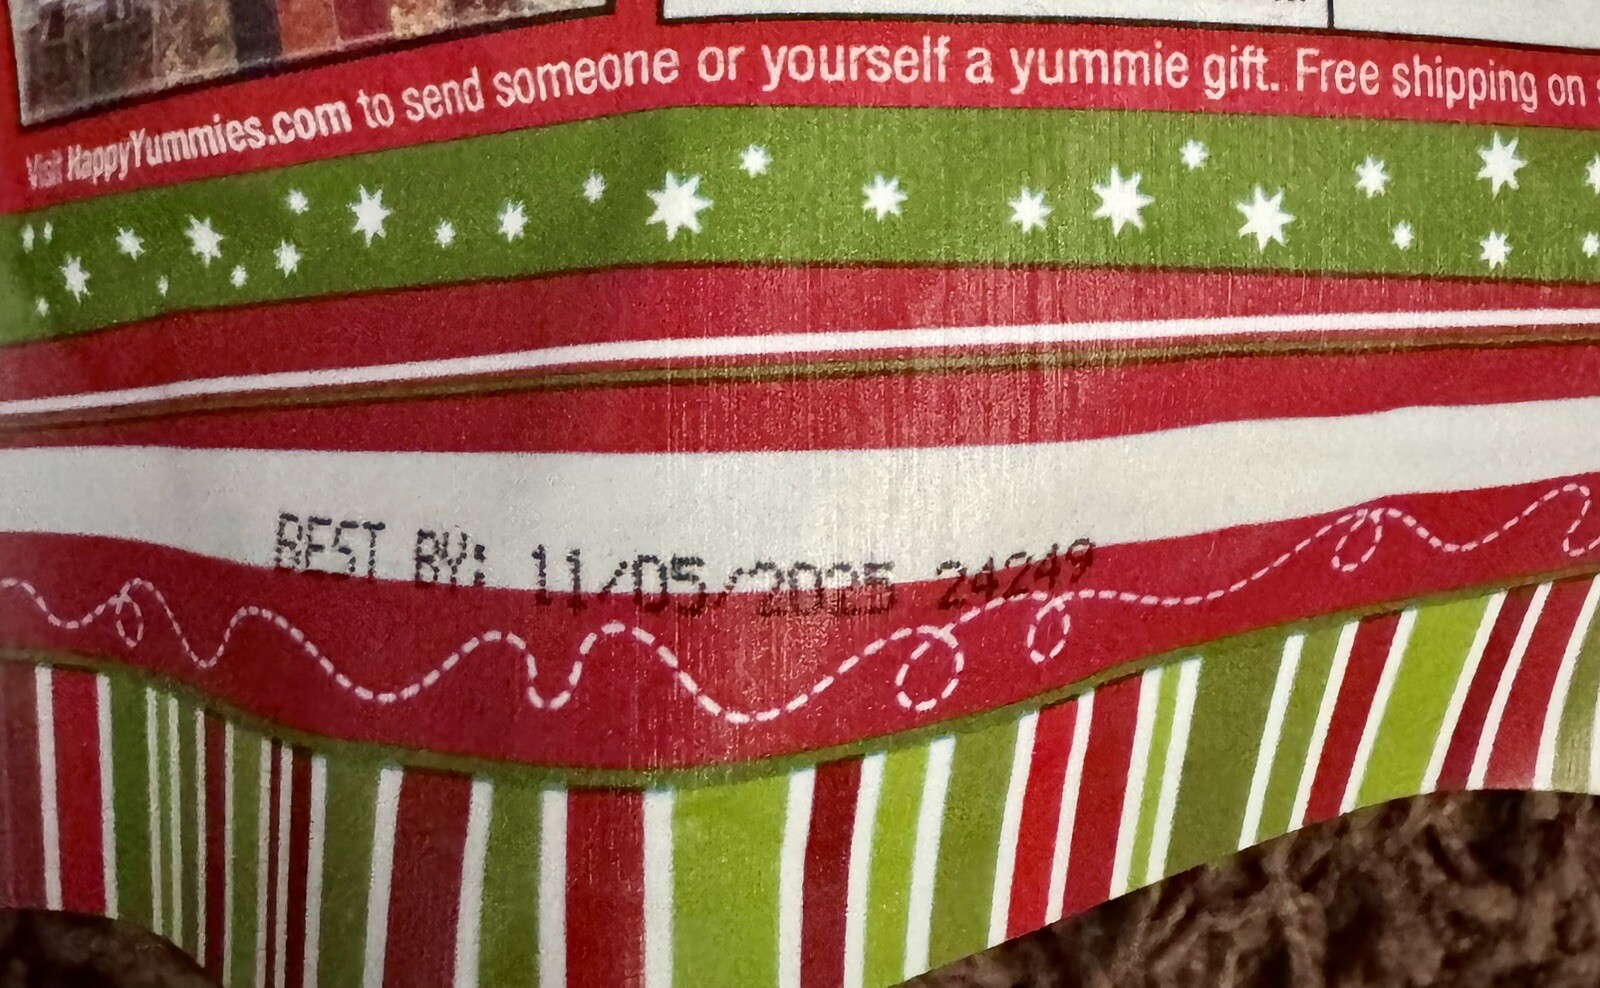 Visit HappyYummies.com to send someone or yourself a yummie gift. Free shipping on
BEST BY: 11/05/2025 24249